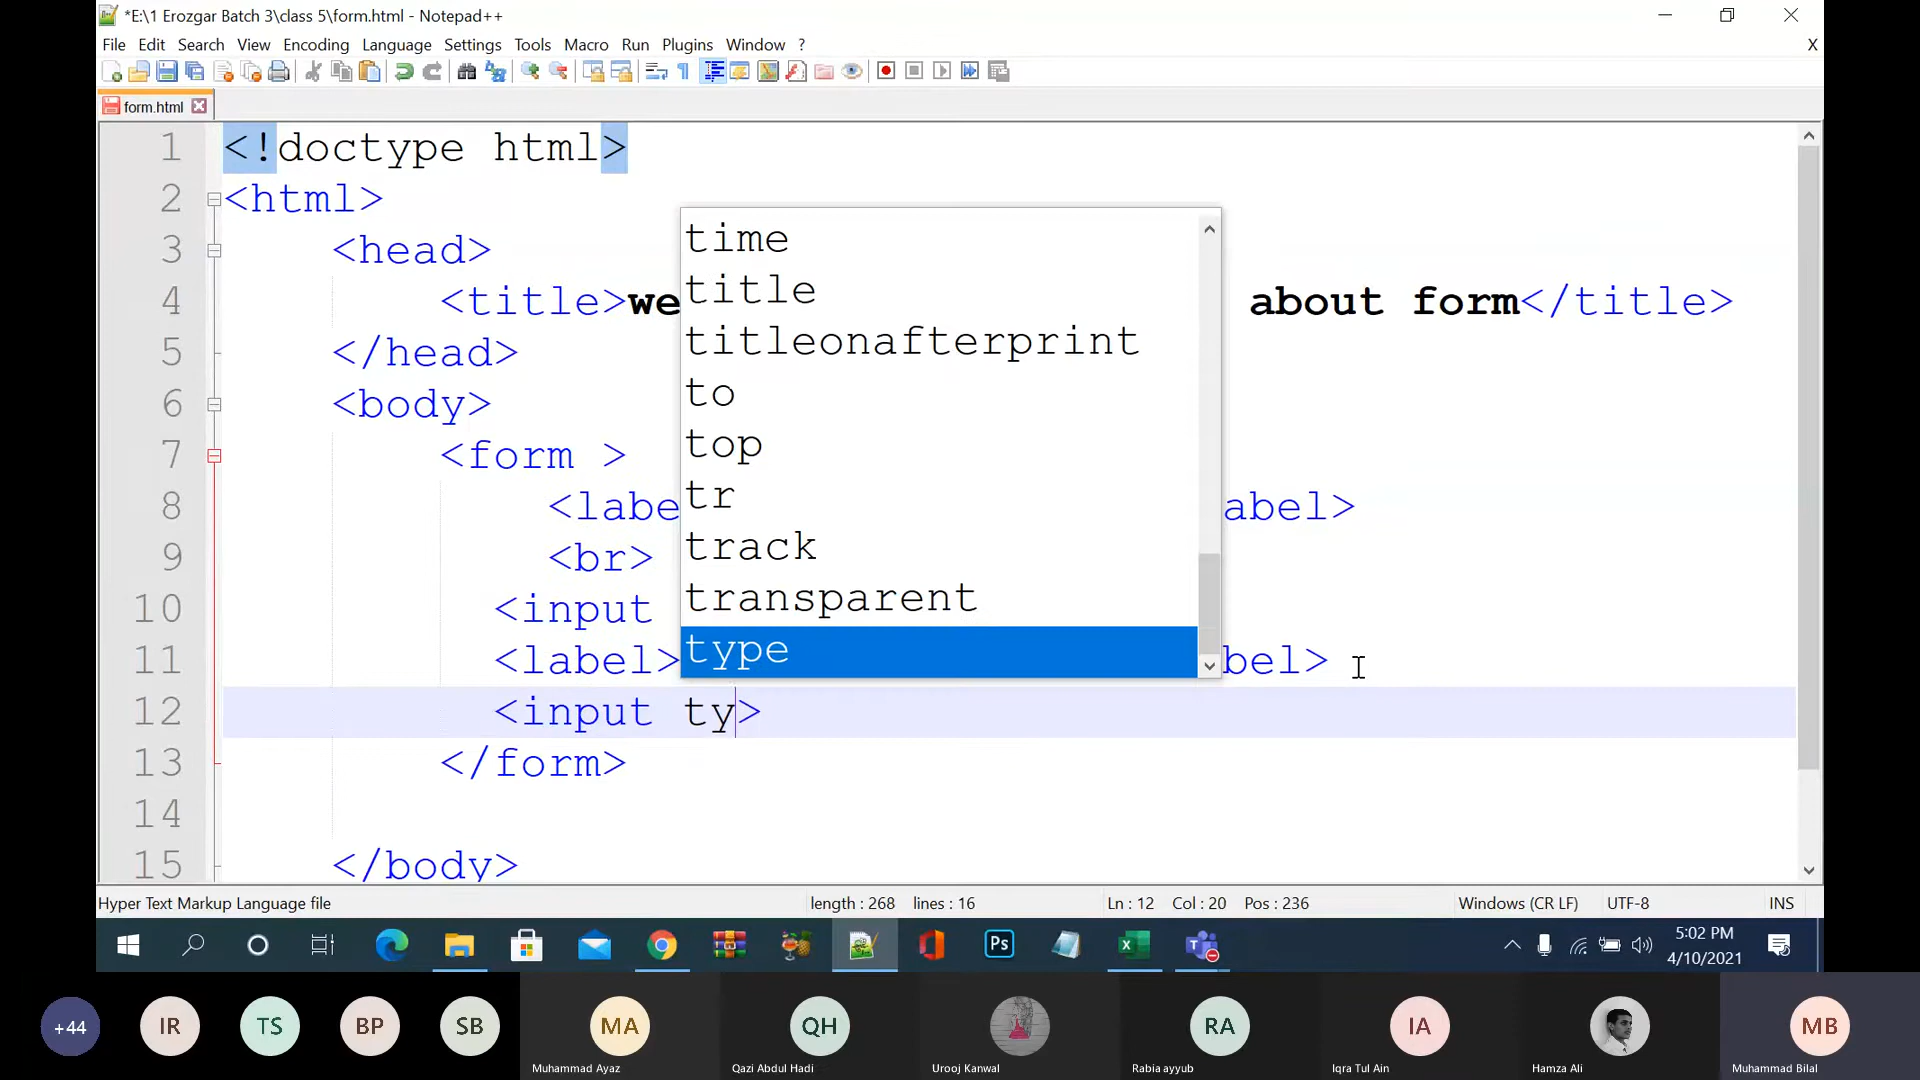 *E:\1 Erozgar Batch 3\class 5\form.html - Notepad++
File Edit Search View Encoding Language Settings Tools Macro Run Plugins Window ?
X
form.html
1 <!doctype html>
2 <html>
3 <head>
4 <title>we about form</title>
5 </head>
6 <body>
7 <form >
8 <labe abel>
9 <br>
10 <input
11 <label> bel>
12 <input ty>
13 </form>
14
15 </body>
time
title
titleonafterprint
to
top
tr
track
transparent
type
Hyper Text Markup Language file length : 268 lines : 16 Ln : 12 Col : 20 Pos : 236 Windows (CR LF) UTF-8 INS
Ps
5:02 PM
4/10/2021
+44 IR TS BP SB MA QH RA IA MB
Muhammad Ayaz Qazi Abdul Hadi Urooj Kanwal Rabia ayyub Iqra Tul Ain Hamza Ali Muhammad Bilal